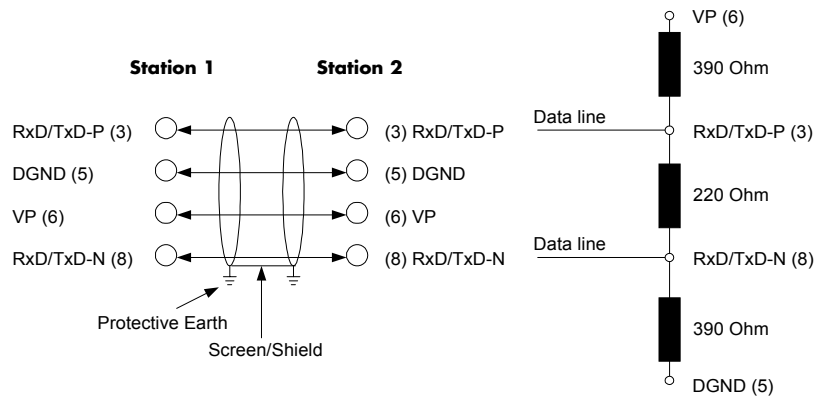 VP (6)
Station 1
Station 2
390 Ohm
RxD/TxD-P (3)
(3) RxD/TxD-P
Data line
RxD/TxD-P (3)
DGND (5)
(5) DGND
220 Ohm
VP (6)
(6) VP
RxD/TxD-N (8)
(8) RxD/TxD-N
Data line
RxD/TxD-N (8)
Protective Earth
390 Ohm
Screen/Shield
DGND (5)